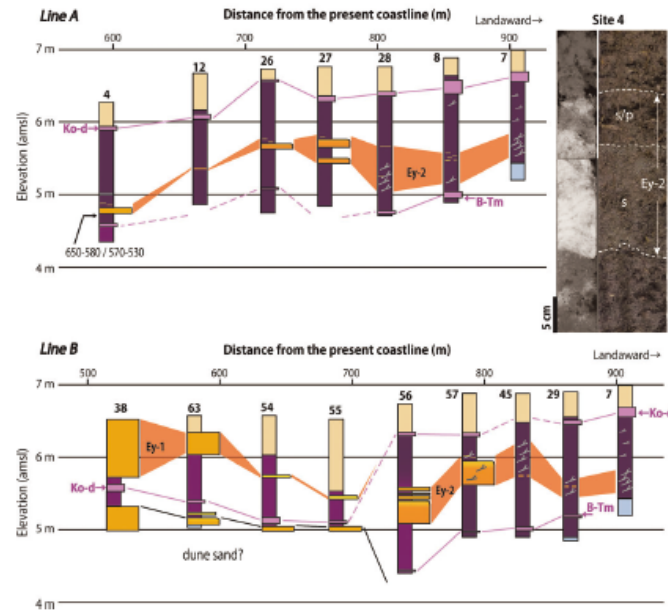 Line A
Distance from the present coastline (m)
Landaward→
Site 4
7 m
600
700
800
900
4
12
26
27
28
8
7
Ko-d
6 m
Elevation (amsl)
Ey-2
5 m
B-Tm
650-580 / 570-530
4 m
s/p
Ey-2
s
5 cm
Line B
Distance from the present coastline (m)
Landaward→
500
600
700
800
900
7 m
38
63
54
55
56
57
45
29
7
Ko-d
Ey-1
6 m
Elevation (amsl)
Ko-d
Ey-2
B-Tm
5 m
dune sand?
4 m